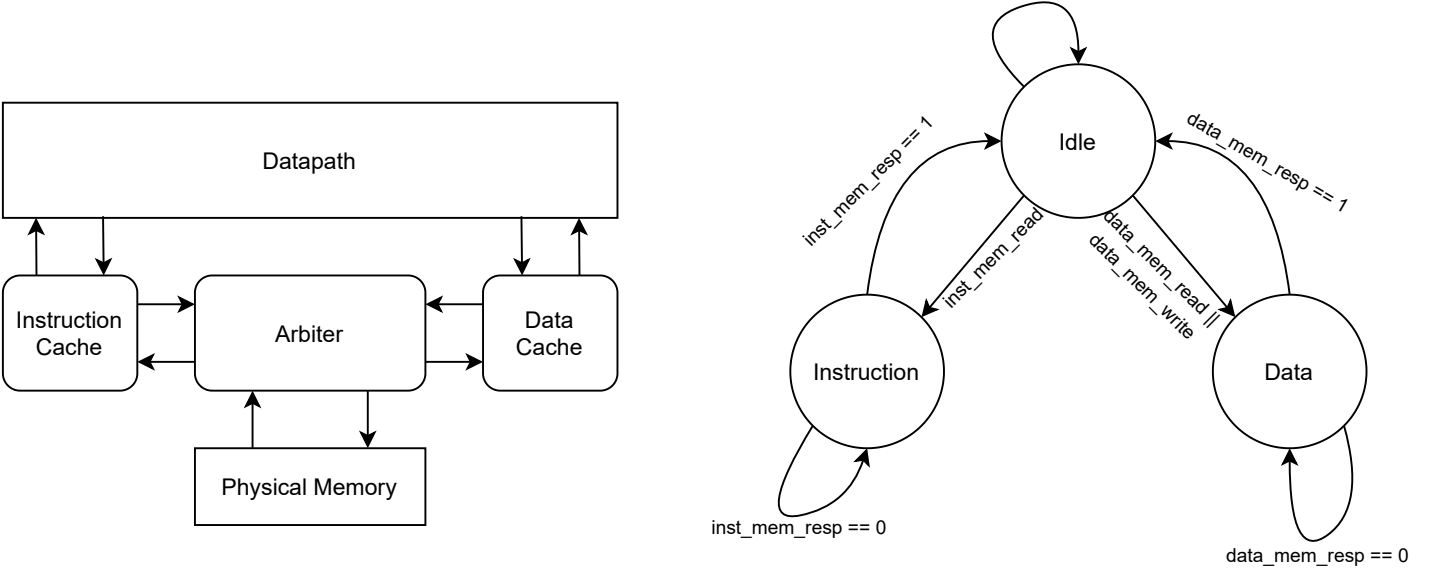 Datapath
Instruction
Cache
Arbiter
Data
Cache
Physical Memory
Idle
inst_mem_resp == 1
data_mem_resp == 1
inst_mem_read
data_mem_read ||
data_mem_write
Instruction
Data
inst_mem_resp == 0
data_mem_resp == 0